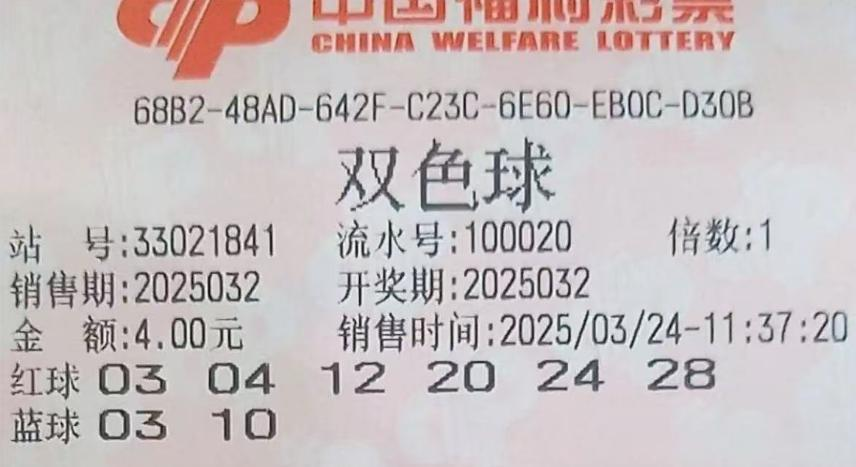 中国福利彩票
CHINA WELFARE LOTTERY
68B2-48AD-642F-C23C-6E60-EB0C-D30B
双色球
站 号:33021841 流水号:100020 倍数:1
销售期:2025032 开奖期:2025032
金 额:4.00元 销售时间:2025/03/24-11:37:20
红球 03 04 12 20 24 28
蓝球 03 10